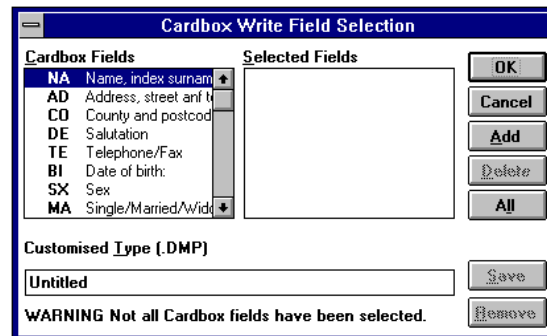 Cardbox Write Field Selection
Cardbox Fields
Selected Fields
NA Name, index surnam
AD Address, street anf t
CO County and postcod
DE Salutation
TE Telephone/Fax
BI Date of birth:
SX Sex
MA Single/Married/Wido
OK
Cancel
Add
Delete
All
Customised Type (.DMP)
Untitled
Save
WARNING Not all Cardbox fields have been selected.
Remove